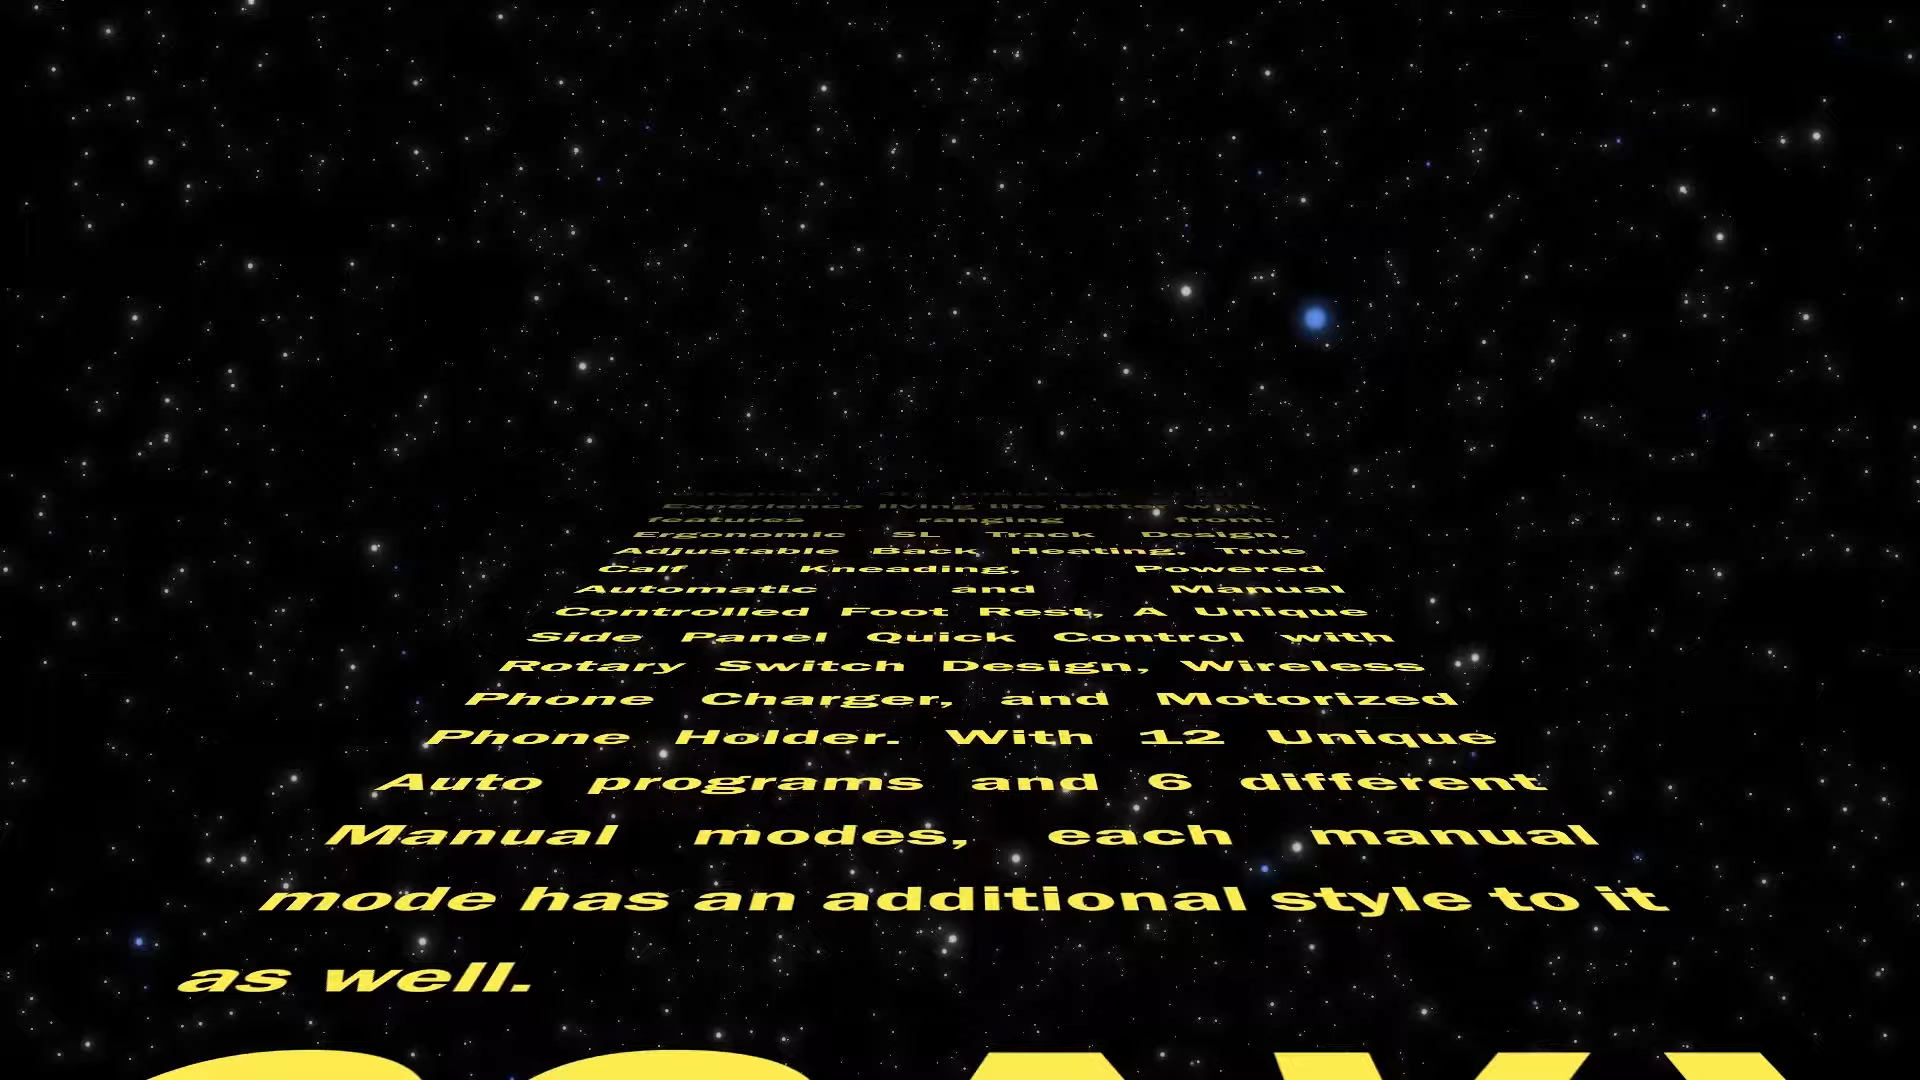 Experience living life better with
features ranging from:
Ergonomic SL Track Design,
Adjustable Back Heating, True
Calf Kneading, Powered
Automatic and Manual
Controlled Foot Rest, A Unique
Side Panel Quick Control with
Rotary Switch Design, Wireless
Phone Charger, and Motorized
Phone Holder. With 12 Unique
Auto programs and 6 different
Manual modes, each manual
mode has an additional style to it
as well.